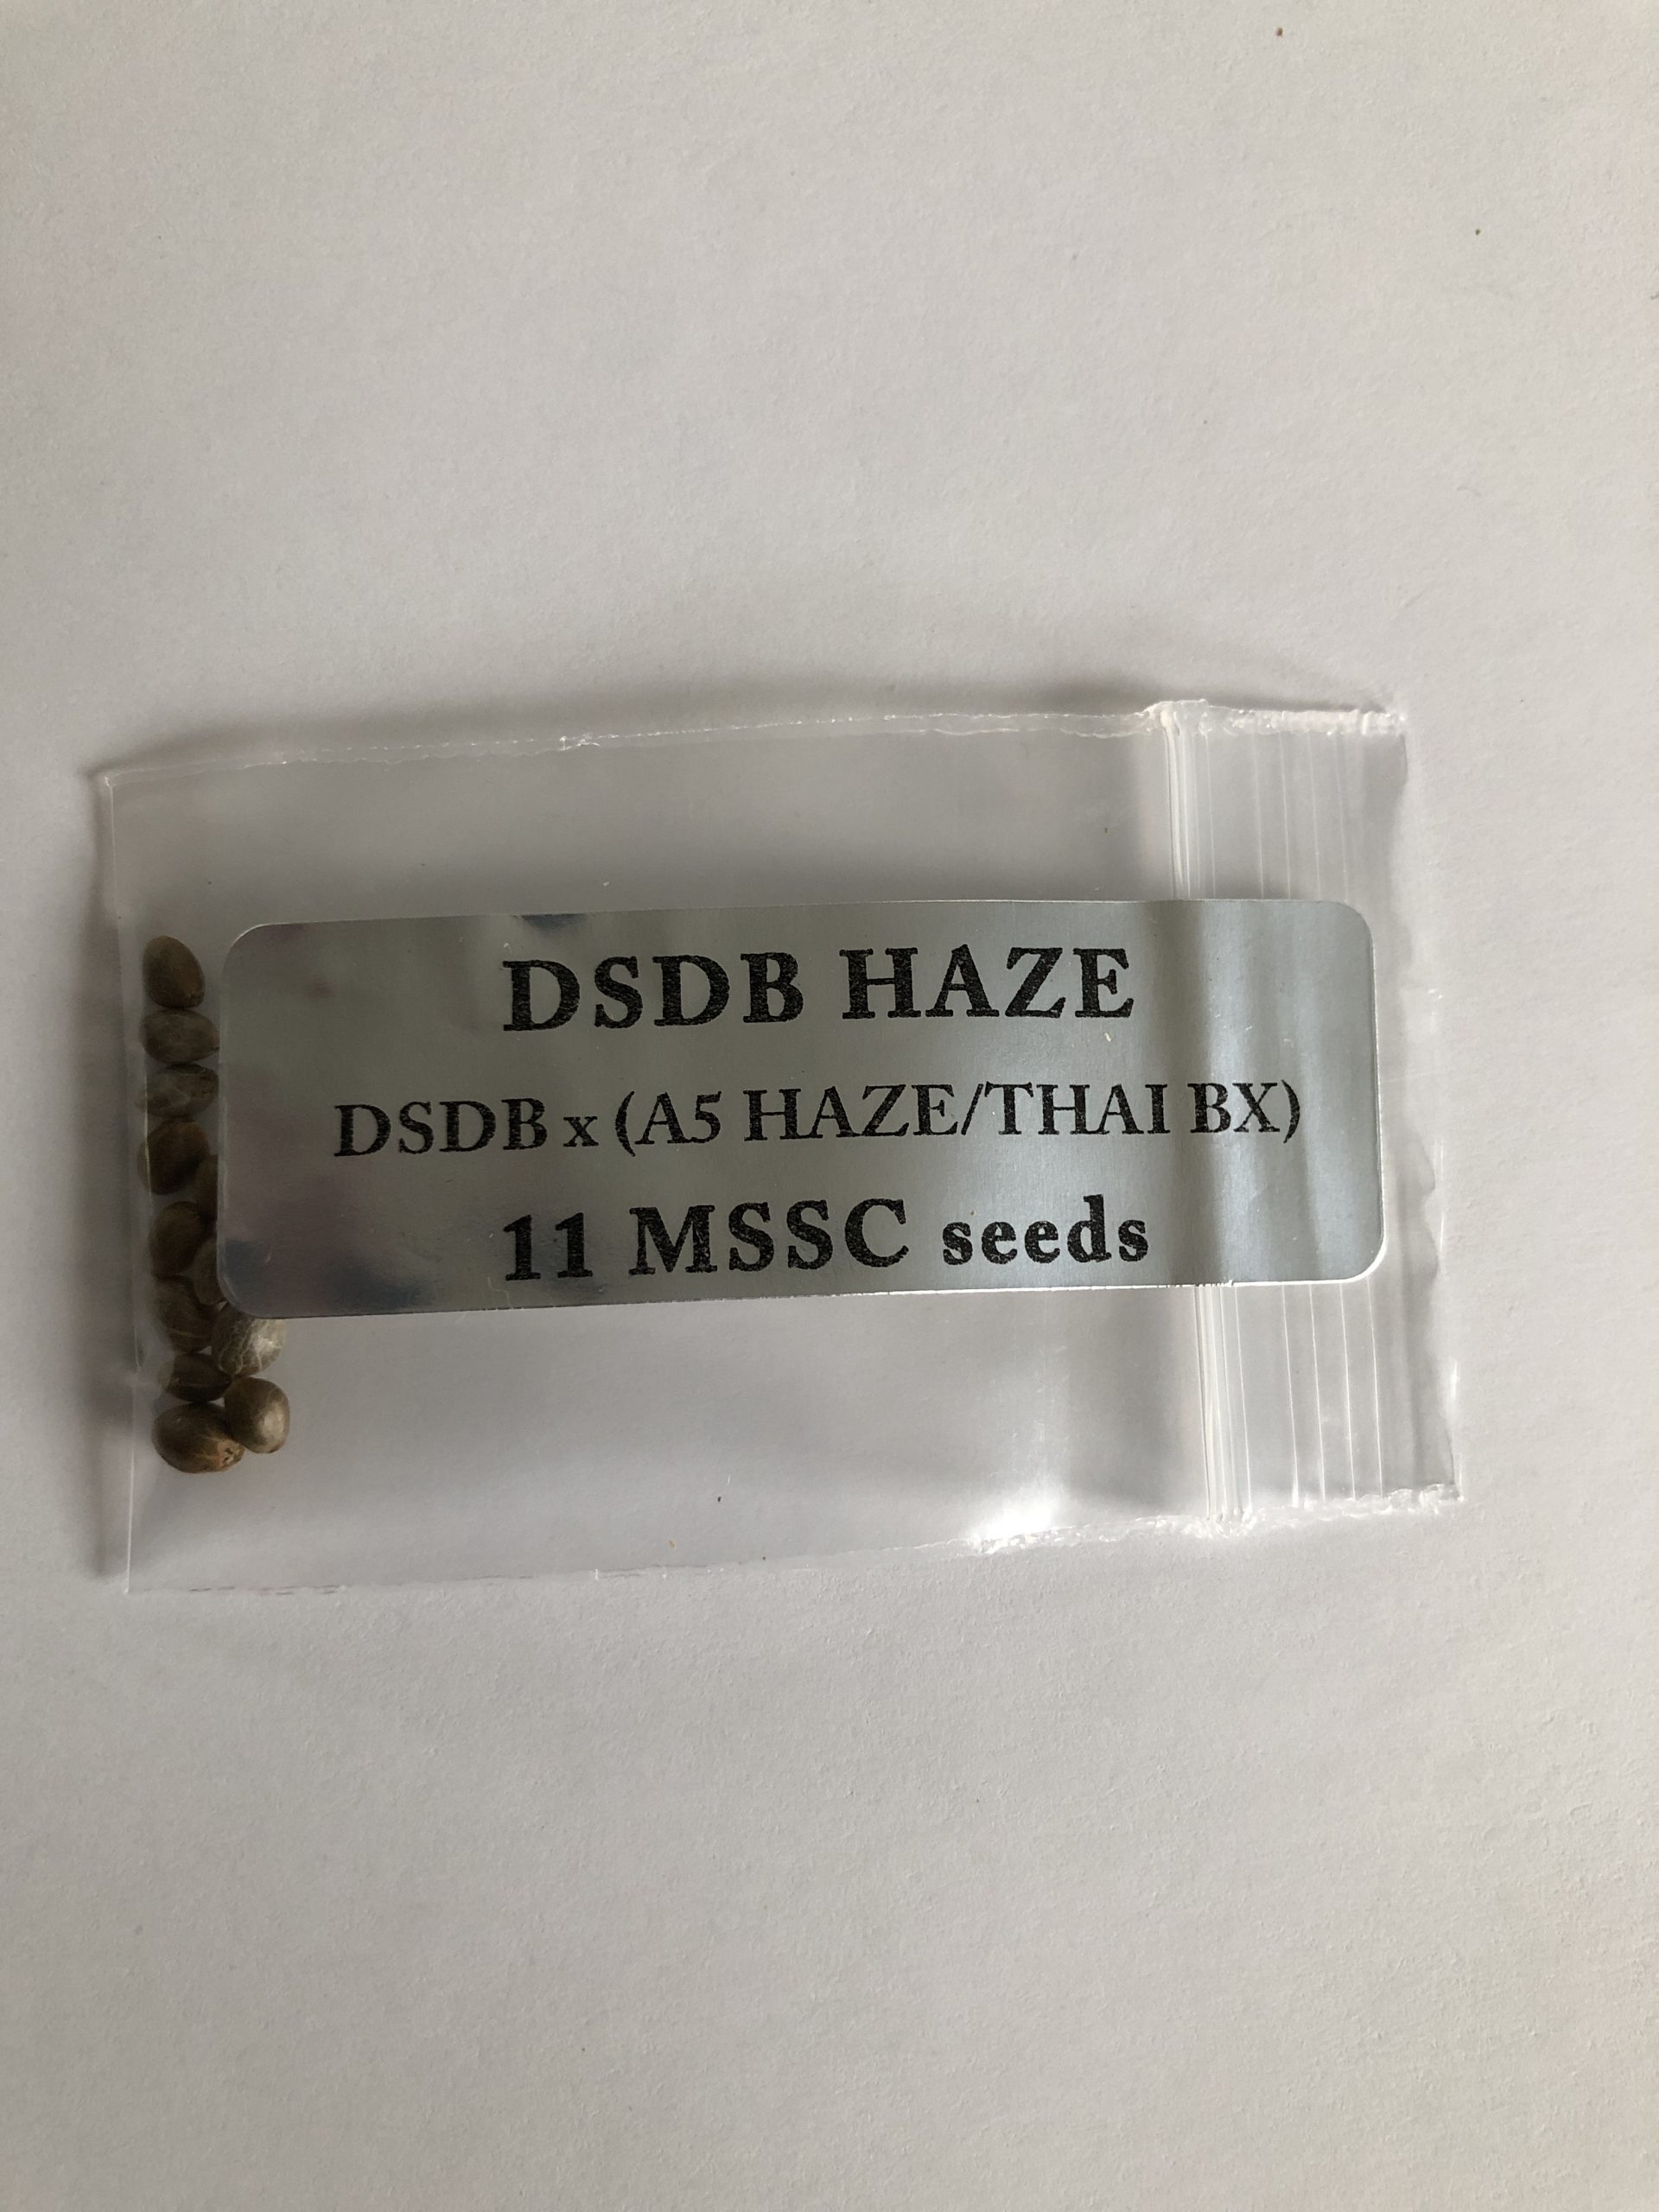 DSDB HAZE
DSDB x (A5 HAZE/THAI BX)
11 MSSC seeds